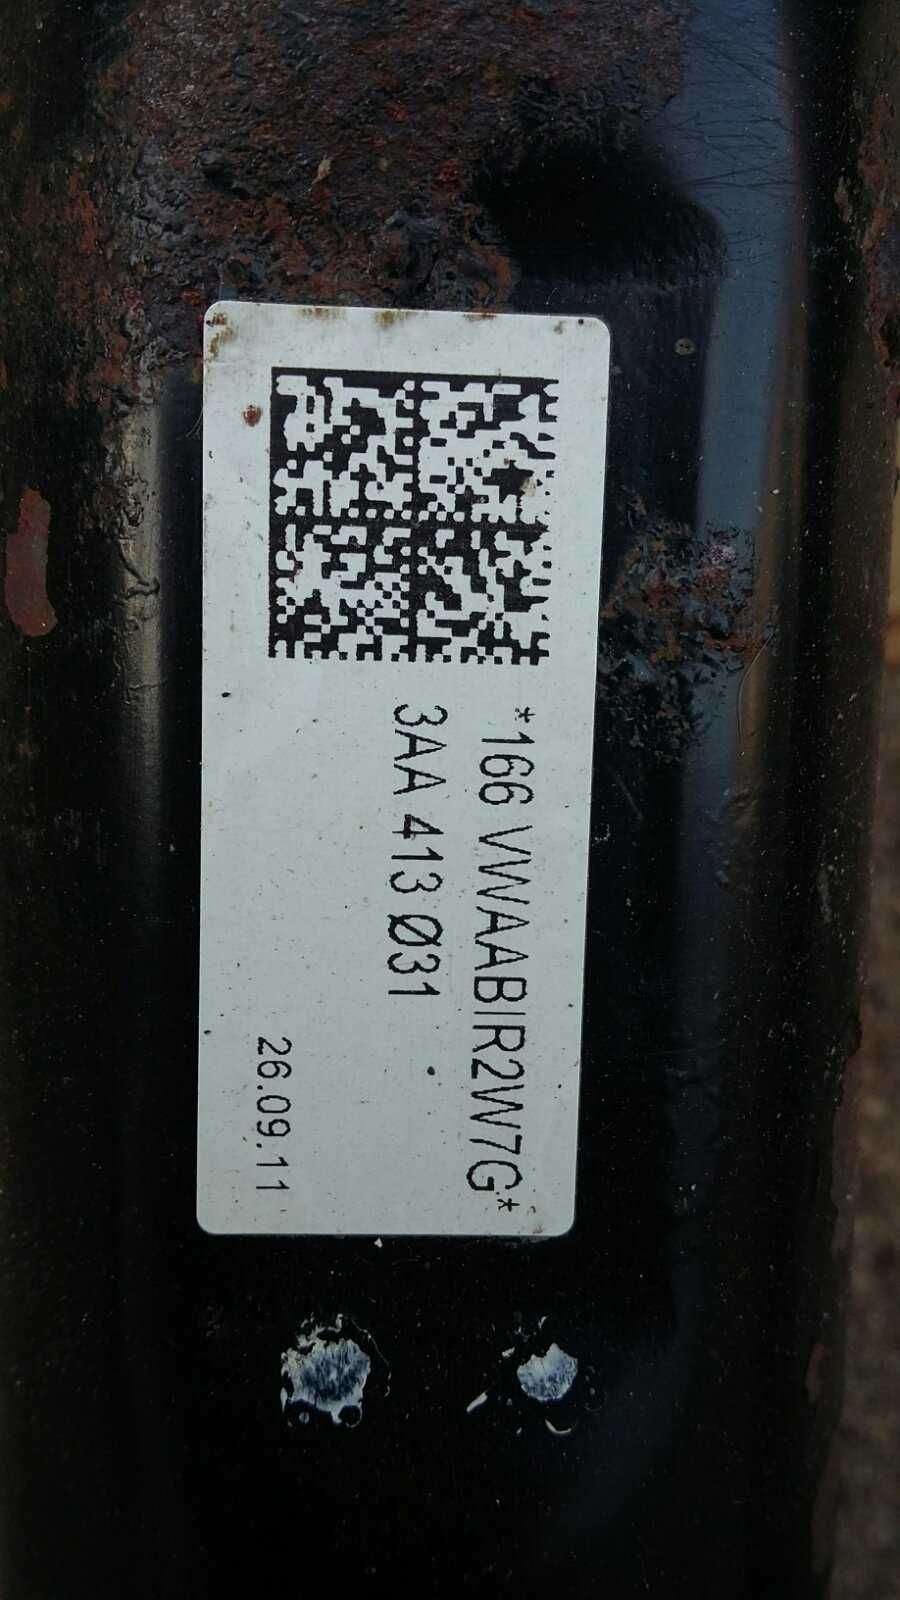 *166 VWAABIR2W7G*
3AA 413 Ø31
26.09.11